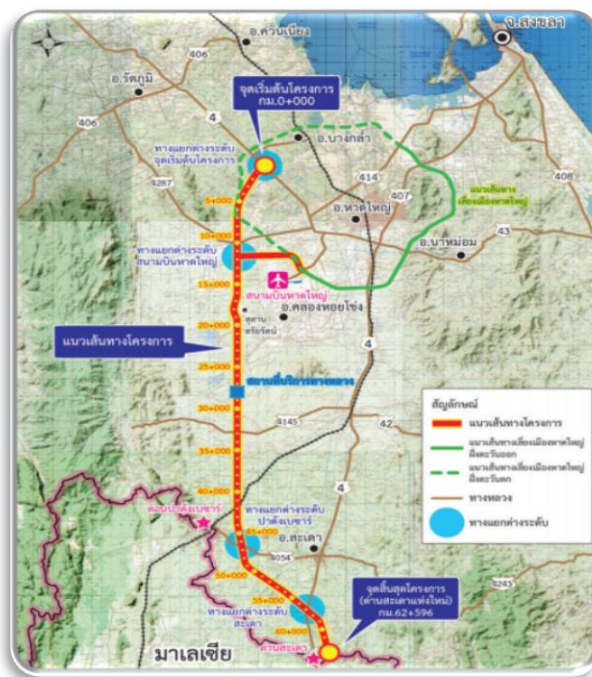 จ.สงขลา
อ.ควนเนียง
406
อ.รัตภูมิ
4
จุดเริ่มต้นโครงการ
กม.0+000
406
ทางแยกต่างระดับ
จุดเริ่มต้นโครงการ
อ.บางกล่ำ
4287
414
407
408
แนวเส้นทาง
เลี่ยงเมืองหาดใหญ่
5+000
อ.หาดใหญ่
43
10+000
อ.นาหม่อม
ทางแยกต่างระดับ
สนามบินหาดใหญ่
15+000
สนามบินหาดใหญ่
อ.คลองหอยโข่ง
20+000
แนวเส้นทางโครงการ
4
25+000
สถานที่บริการทางหลวง
30+000
4145
42
สัญลักษณ์
แนวเส้นทางโครงการ
แนวเส้นทางเลี่ยงเมืองหาดใหญ่
ฝั่งตะวันออก
แนวเส้นทางเลี่ยงเมืองหาดใหญ่
ฝั่งตะวันตก
ทางหลวง
ทางแยกต่างระดับ
35+000
40+000
4
ด่านปาดังเบซาร์
ทางแยกต่างระดับ
ปาดังเบซาร์
45+000
อ.สะเดา
4054
50+000
จุดสิ้นสุดโครงการ
(ด่านสะเดาแห่งใหม่)
กม.62+596
4243
55+000
ทางแยกต่างระดับ
สะเดา
60+000
มาเลเซีย
ด่านสะเดา